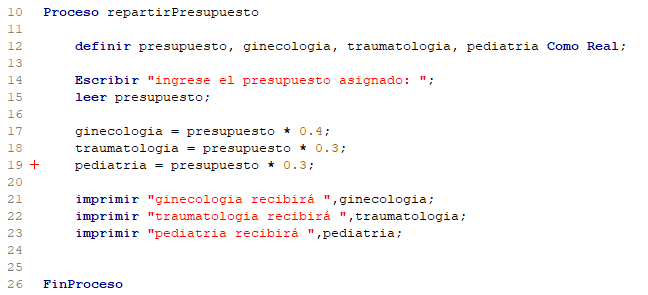 10 Proceso repartirPresupuesto
11
12 definir presupuesto, ginecologia, traumatologia, pediatria Como Real;
13
14 Escribir "ingrese el presupuesto asignado: ";
15 leer presupuesto;
16
17 ginecologia = presupuesto * 0.4;
18 traumatologia = presupuesto * 0.3;
19 + pediatria = presupuesto * 0.3;
20
21 imprimir "ginecologia recibirá ",ginecologia;
22 imprimir "traumatologia recibirá ",traumatologia;
23 imprimir "pediatria recibirá ",pediatria;
24
25
26 FinProceso